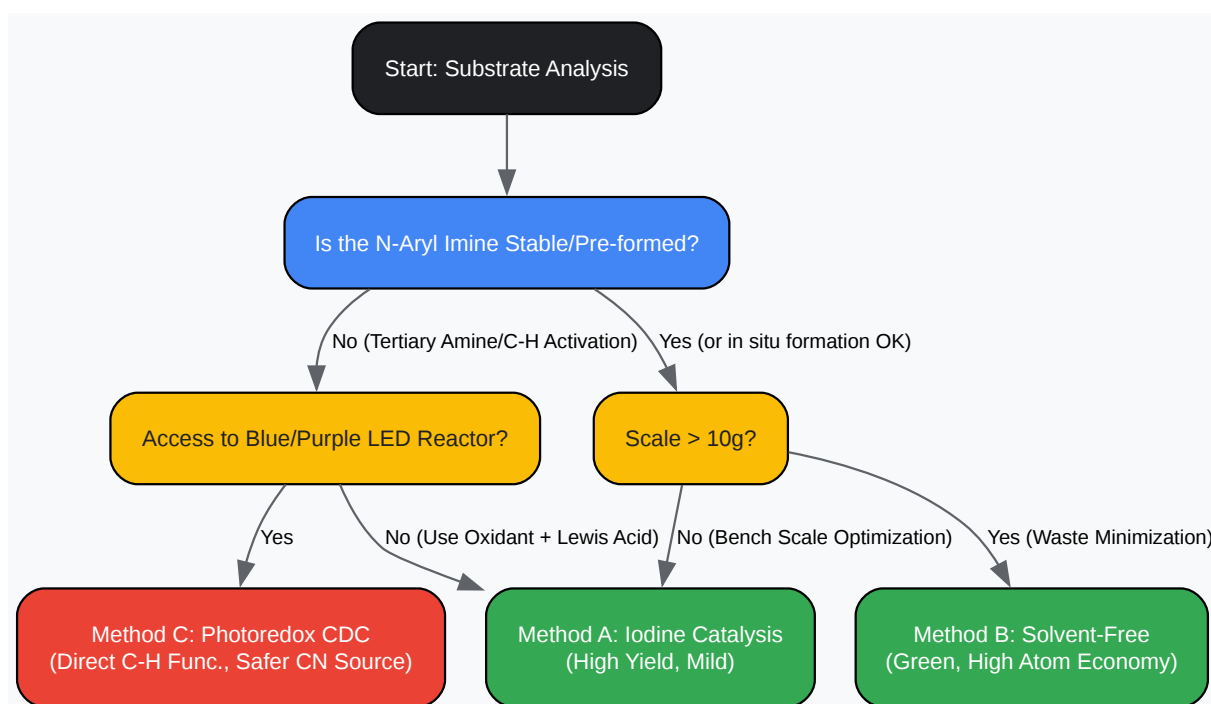 Start: Substrate Analysis
Is the N-Aryl Imine Stable/Pre-formed?
No (Tertiary Amine/C-H Activation)
Yes (or in situ formation OK)
Access to Blue/Purple LED Reactor?
Scale > 10g?
Yes
No (Use Oxidant + Lewis Acid)
No (Bench Scale Optimization)
Yes (Waste Minimization)
Method C: Photoredox CDC
(Direct C-H Func., Safer CN Source)
Method A: Iodine Catalysis
(High Yield, Mild)
Method B: Solvent-Free
(Green, High Atom Economy)